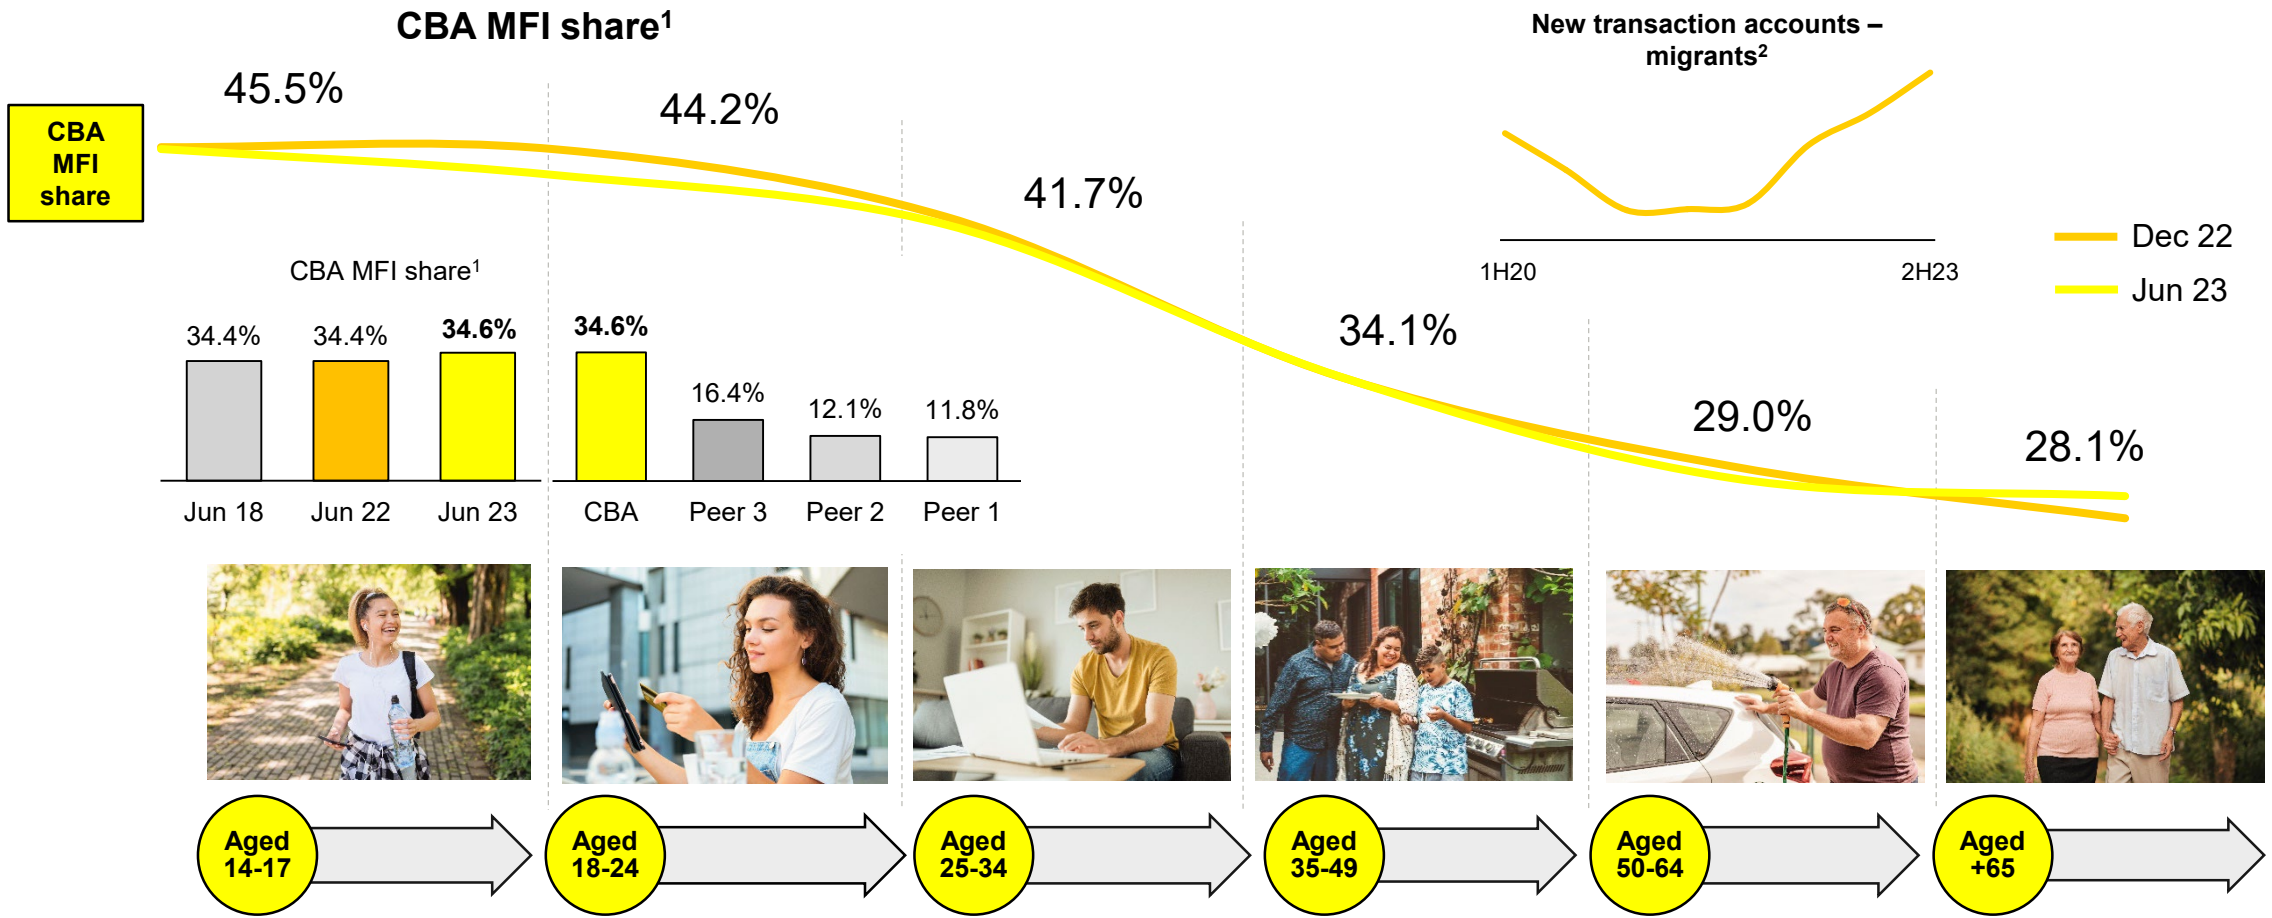 CBA MFI share¹
New transaction accounts –
migrants²
45.5%
44.2%
41.7%
34.1%
29.0%
28.1%
CBA
MFI
share
1H20
2H23
Dec 22
Jun 23
CBA MFI share¹
34.4%
34.4%
34.6%
34.6%
16.4%
12.1%
11.8%
Jun 18
Jun 22
Jun 23
CBA
Peer 3
Peer 2
Peer 1
Aged
14-17
Aged
18-24
Aged
25-34
Aged
35-49
Aged
50-64
Aged
+65